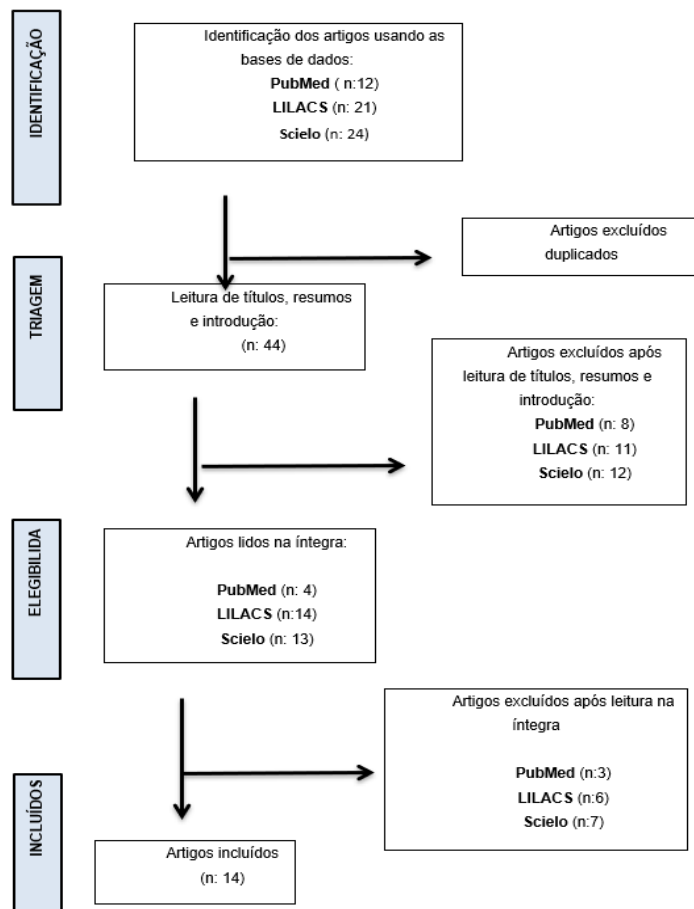 IDENTIFICAÇÃO
Identificação dos artigos usando as
bases de dados:
PubMed ( n:12)
LILACS (n: 21)
Scielo (n: 24)
Artigos excluídos
duplicados
TRIAGEM
Leitura de títulos, resumos
e introdução:
(n: 44)
Artigos excluídos após
leitura de títulos, resumos e
introdução:
PubMed (n: 8)
LILACS (n: 11)
Scielo (n: 12)
ELEGIBILIDA
Artigos lidos na íntegra:
PubMed (n: 4)
LILACS (n:14)
Scielo (n: 13)
Artigos excluídos após leitura na
íntegra
PubMed (n:3)
LILACS (n:6)
Scielo (n:7)
INCLUÍDOS
Artigos incluídos
(n: 14)